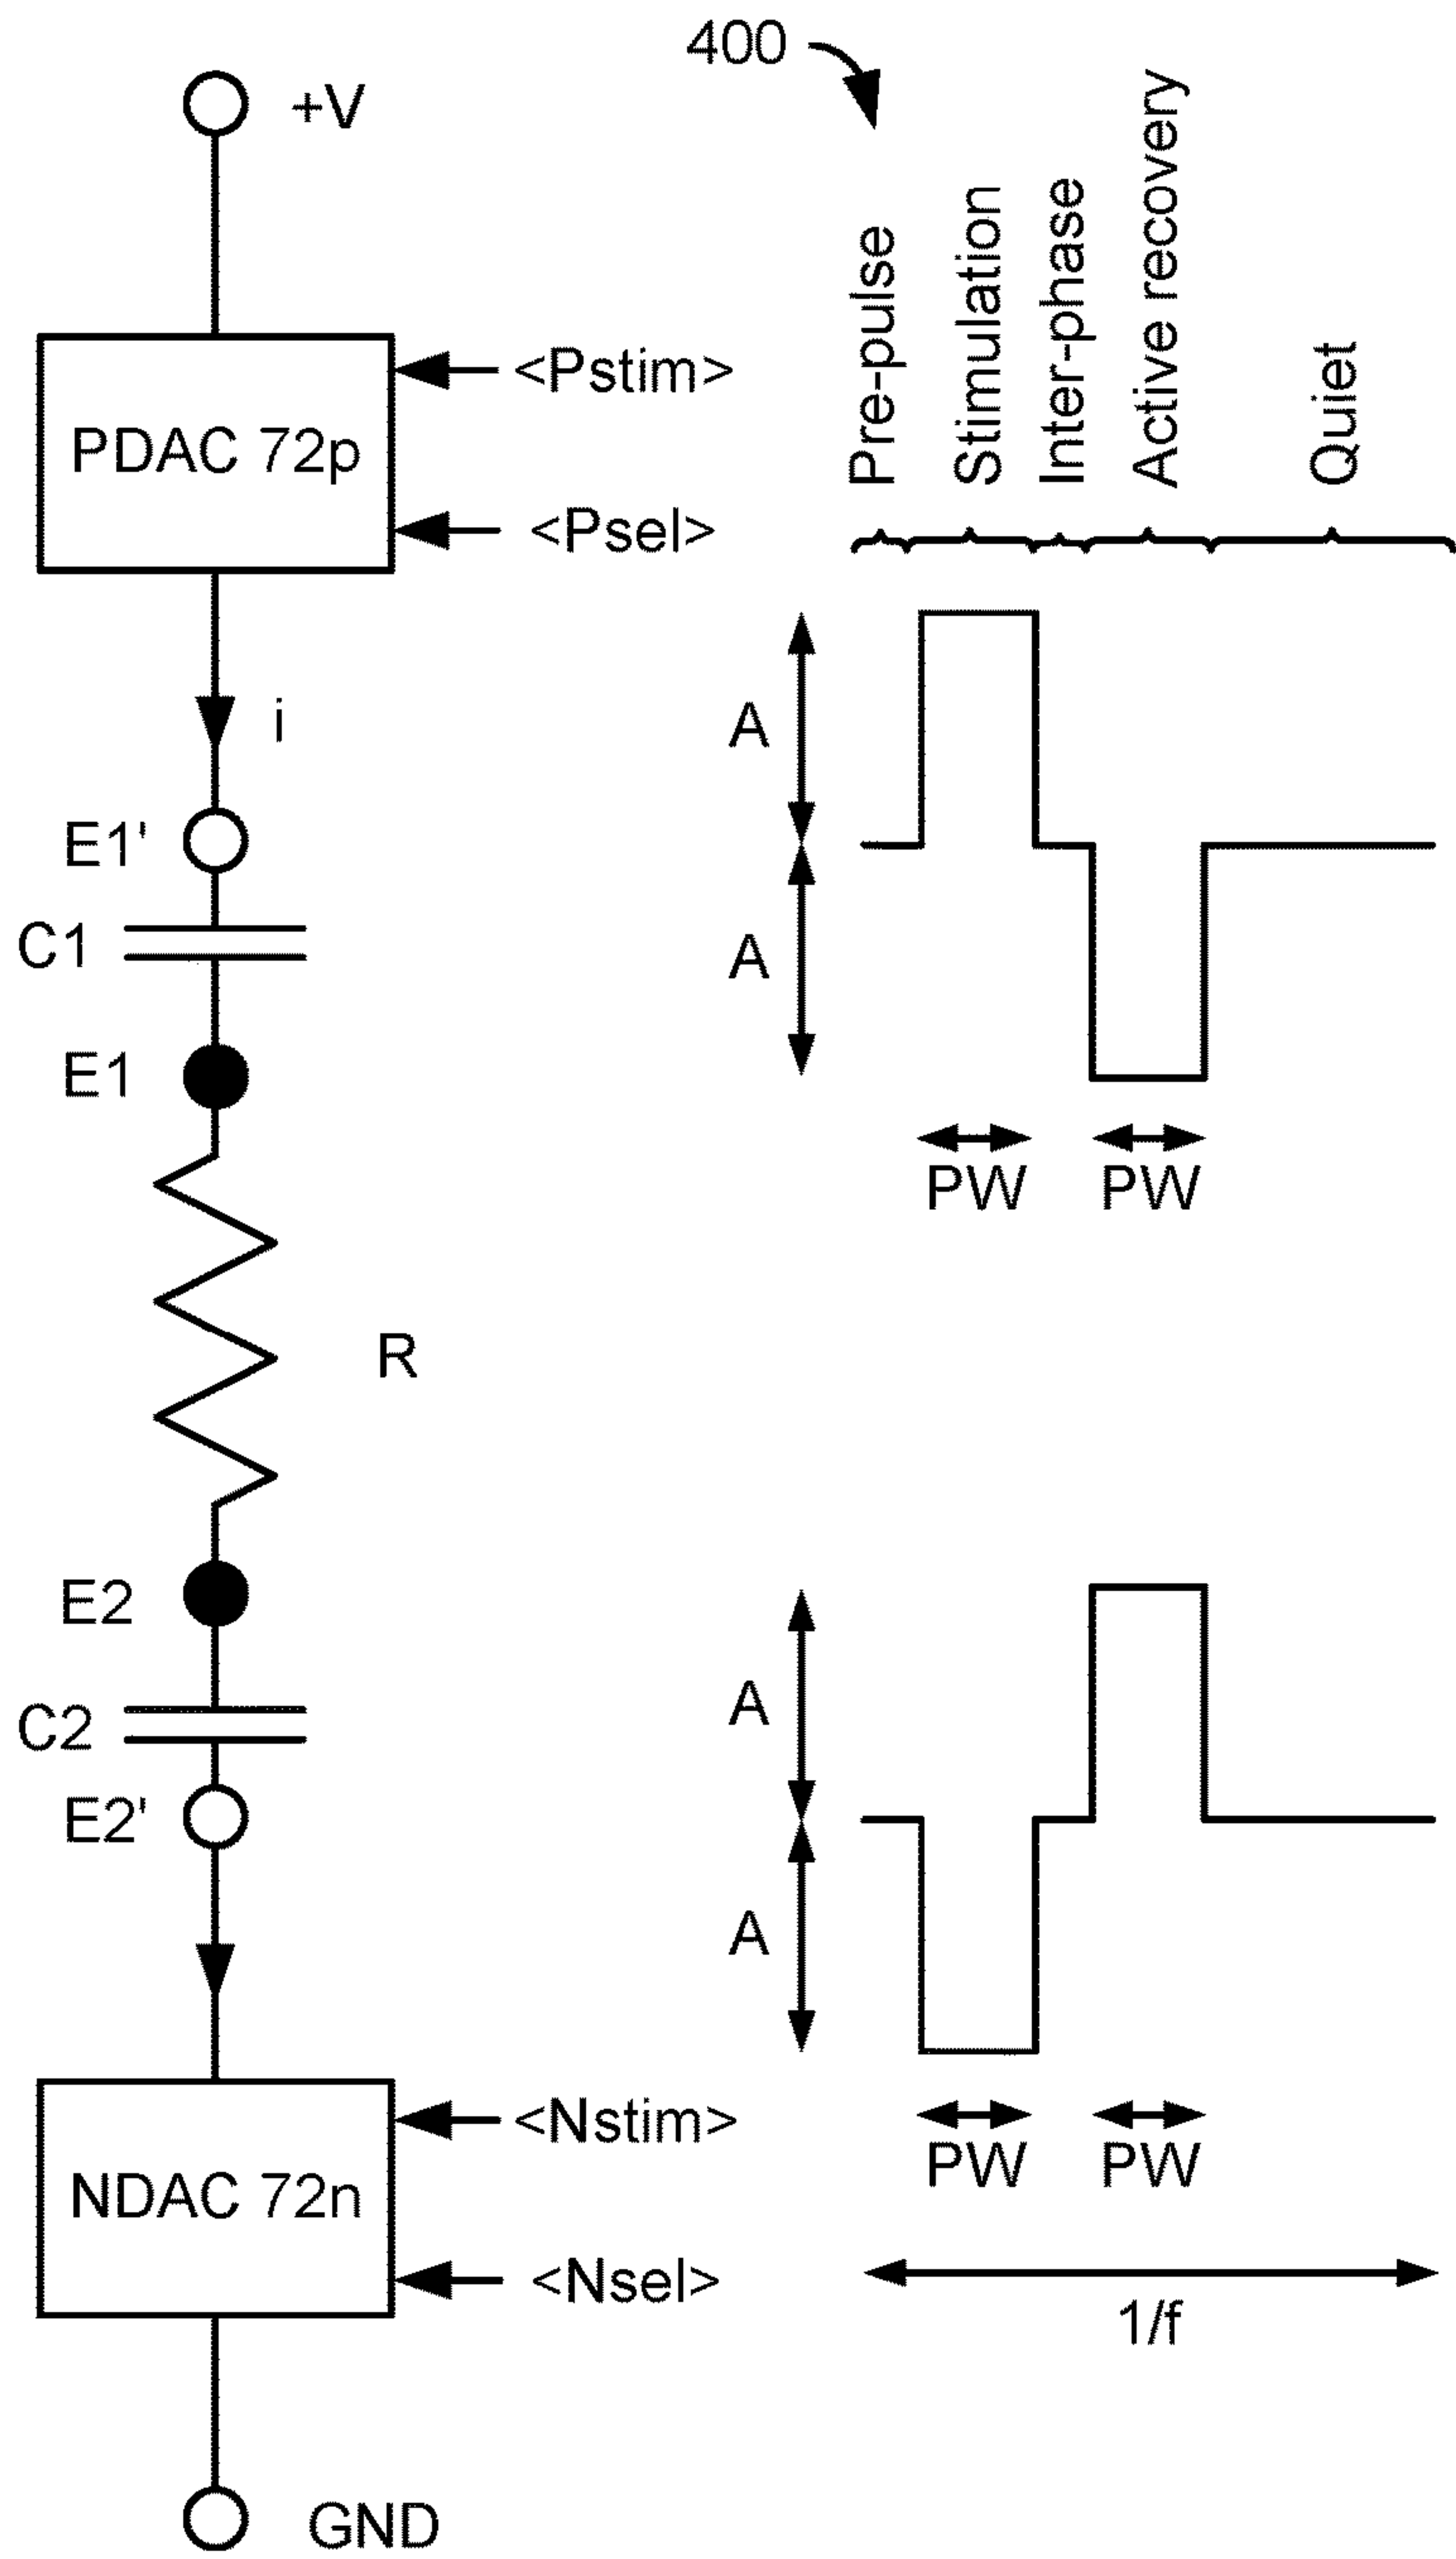 400
+V
Pre-pulse
Stimulation
Inter-phase
Active recovery
Quiet
PDAC 72p
<Pstim>
<Psel>
i
E1'
C1
E1
A
A
PW
PW
R
E2
C2
E2'
A
A
PW
PW
NDAC 72n
<Nstim>
<Nsel>
1/f
GND